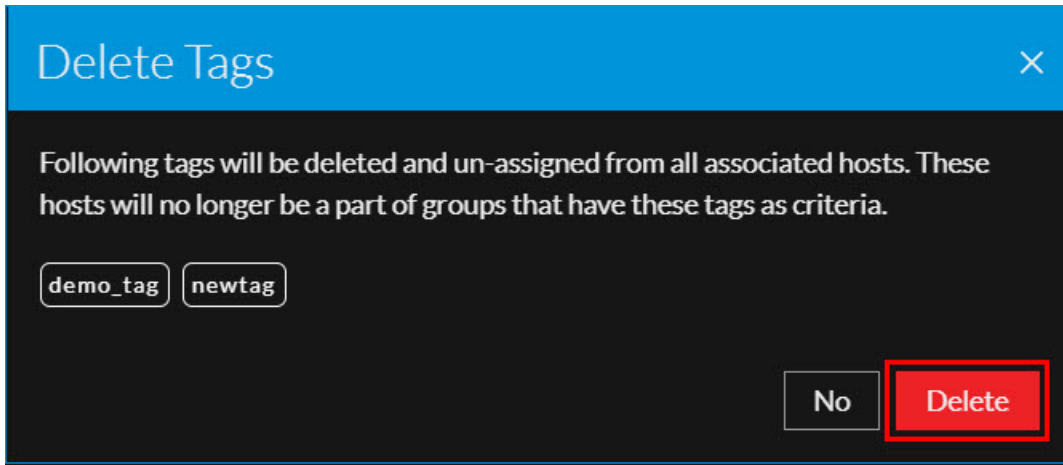 Delete Tags
Following tags will be deleted and un-assigned from all associated hosts. These
hosts will no longer be a part of groups that have these tags as criteria.
demo_tag newtag
No Delete